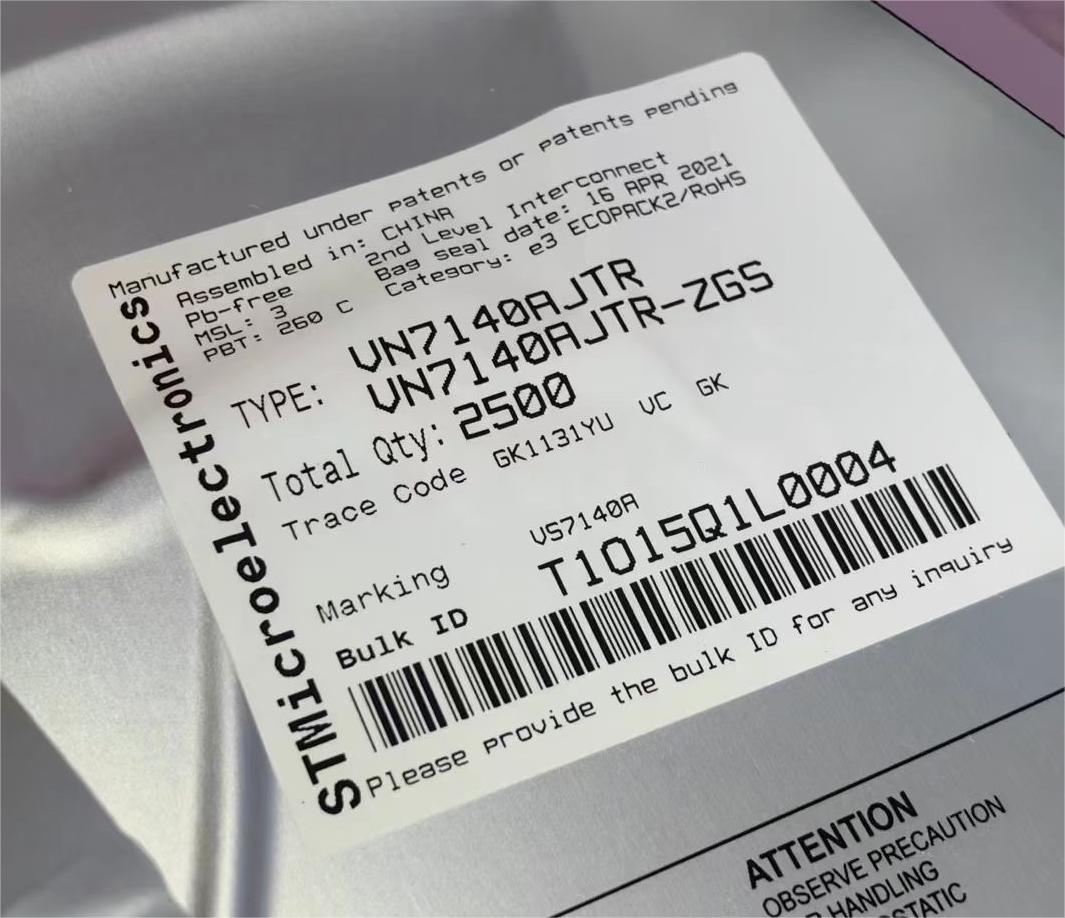 Manufactured under patents or patents pending
Assembled in: CHINA
Pb-free 2nd Level Interconnect
MSL: 3 Bag seal date: 16 APR 2021
PBT: 260 C Category: e3 ECOPACK2/RoHS
TYPE: VN7140AJTR
VN7140AJTR-ZGS
Total Qty: 2500
Trace Code GK1131YU VC GK
Marking VS7140A
Bulk ID T1015Q1L0004
Please provide the bulk ID for any inquiry
STMicroelectronics
ATTENTION
OBSERVE PRECAUTION
HANDLING
STATIC